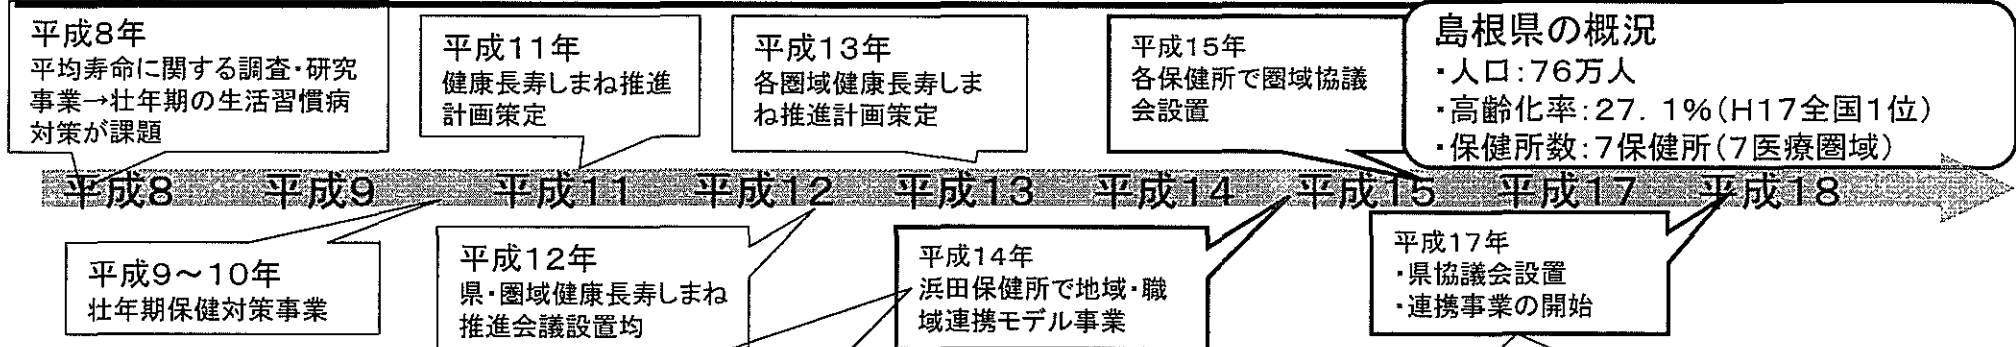 平成8年
平均寿命に関する調査・研究
事業→壮年期の生活習慣病
対策が課題
平成11年
健康長寿しまね推進
計画策定
平成13年
各圏域健康長寿しま
ね推進計画策定
平成15年
各保健所で圏域協議
会設置
島根県の概況
・人口：76万人
・高齢化率：27．1%（H17全国1位）
・保健所数：7保健所（7医療圏域）
平成8 平成9 平成11 平成12 平成13 平成14 平成15 平成17 平成18
平成9～10年
壮年期保健対策事業
平成12年
県・圏域健康長寿しまね
推進会議設置均
平成14年
浜田保健所で地域・職
域連携モデル事業
平成17年
・県協議会設置
・連携事業の開始